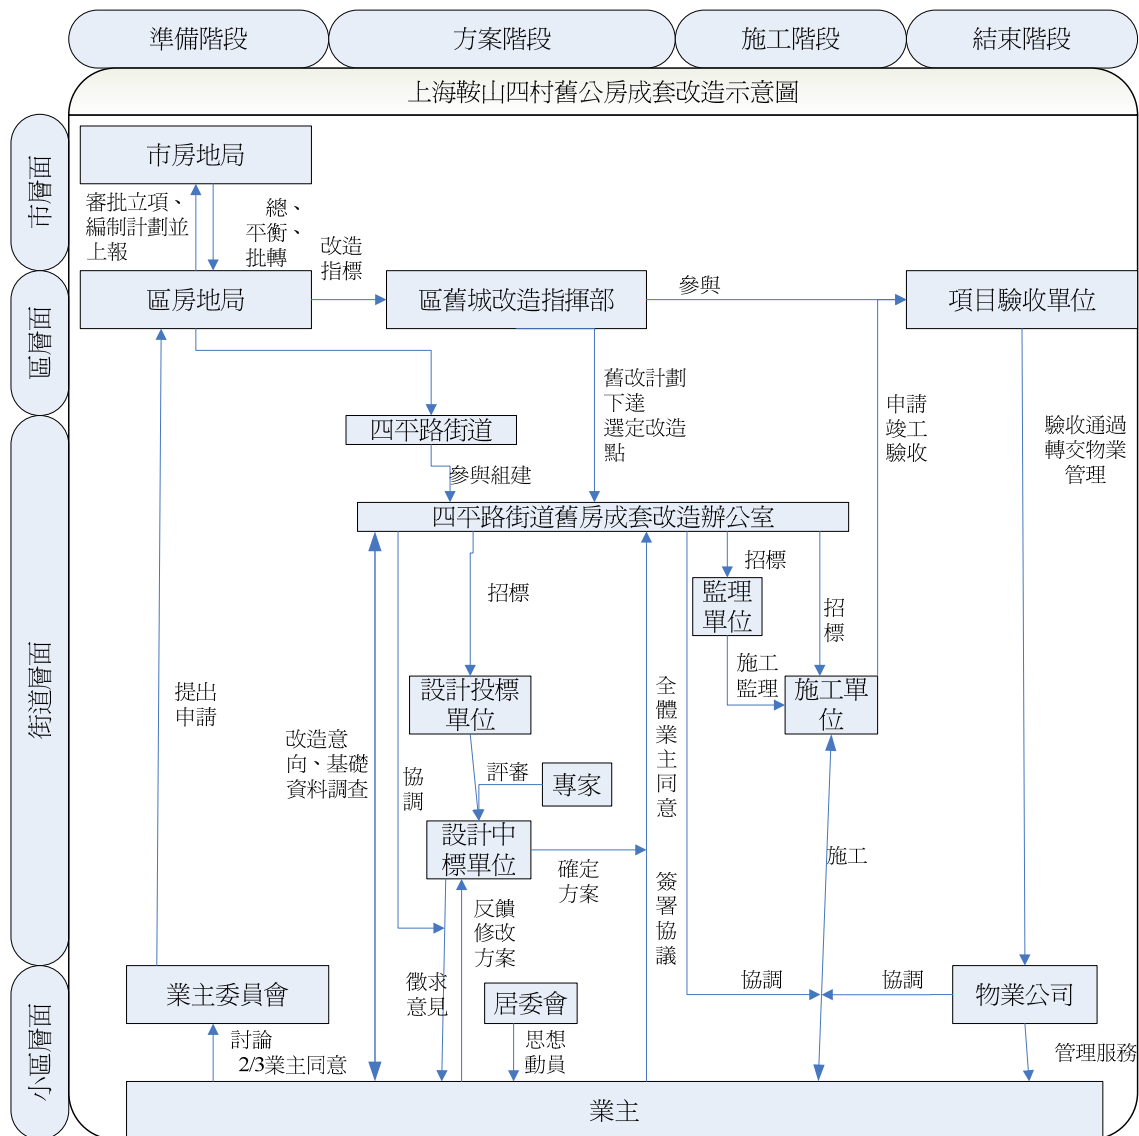 準備階段
方案階段
施工階段
結束階段
上海鞍山四村舊公房成套改造示意圖
市層面
市房地局
審批立項、
編制計劃並
上報
總、
平衡、
批轉
改造
指標
區層面
區房地局
區舊城改造指揮部
參與
項目驗收單位
舊改計劃
下達
選定改造
點
申請
竣工
驗收
驗收通過
轉交物業
管理
街道層面
四平路街道
參與組建
四平路街道舊房成套改造辦公室
招標
招標
招
標
監理
單位
施工
監理
施工單
位
提出
申請
設計投標
單位
全
體
業
主
同
意
改造意
向、基礎
資料調查
協
調
評審
專家
設計中
標單位
確定
方案
施工
簽
署
協
議
反饋
修改
方案
小區層面
業主委員會
徵求
意見
居委會
協調
協調
物業公司
討論
2/3業主同意
思想
動員
管理服務
業主